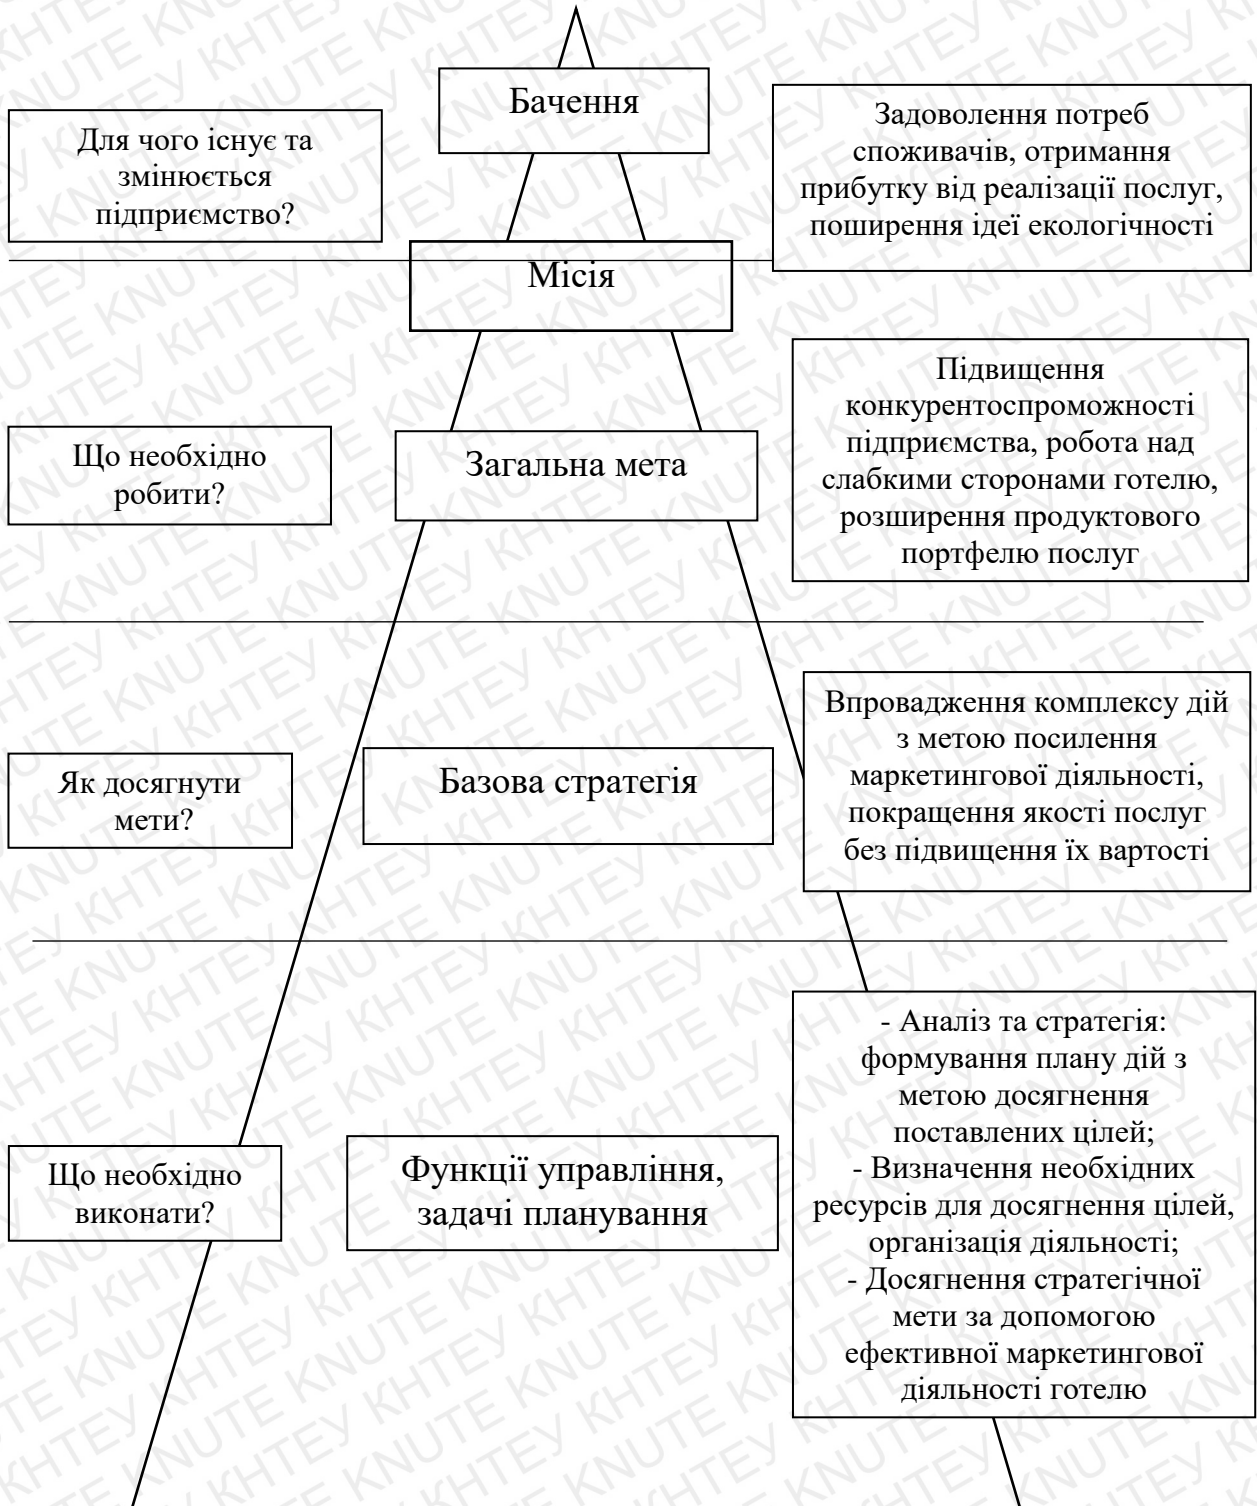 Бачення
Для чого існує та
змінюється
підприємство?
Задоволення потреб
споживачів, отримання
прибутку від реалізації послуг,
поширення ідеї екологічності
Місія
Що необхідно
робити?
Загальна мета
Підвищення
конкурентоспроможності
підприємства, робота над
слабкими сторонами готелю,
розширення продуктового
портфелю послуг
Як досягнути
мети?
Базова стратегія
Впровадження комплексу дій
з метою посилення
маркетингової діяльності,
покращення якості послуг
без підвищення їх вартості
Що необхідно
виконати?
Функції управління,
задачі планування
- Аналіз та стратегія:
формування плану дій з
метою досягнення
поставлених цілей;
- Визначення необхідних
ресурсів для досягнення цілей,
організація діяльності;
- Досягнення стратегічної
мети за допомогою
ефективної маркетингової
діяльності готелю